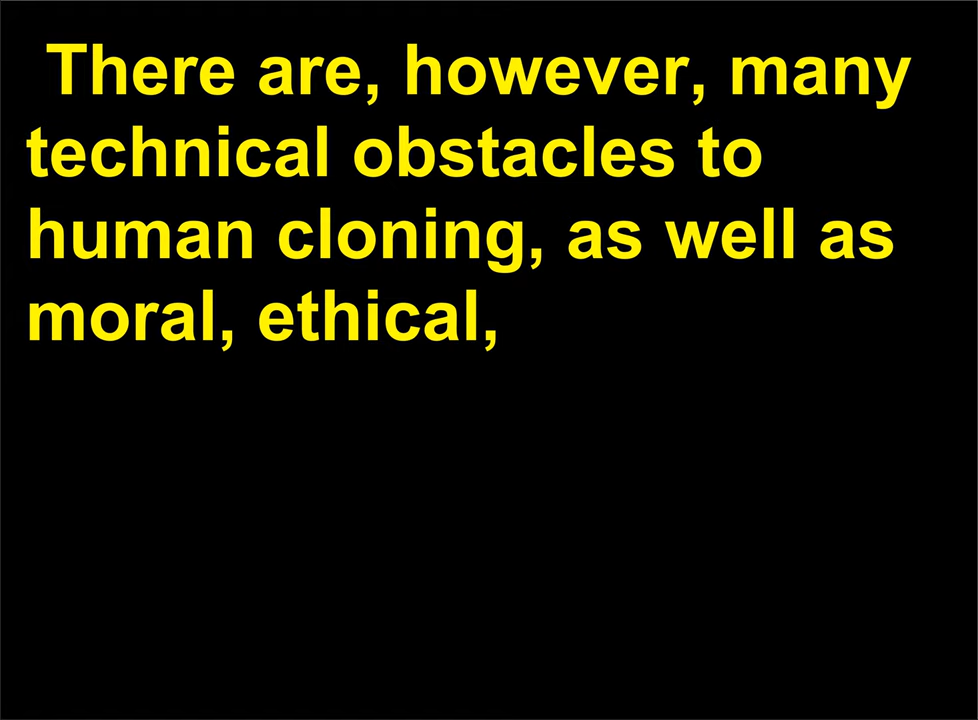 There are, however, many
technical obstacles to
human cloning, as well as
moral, ethical,